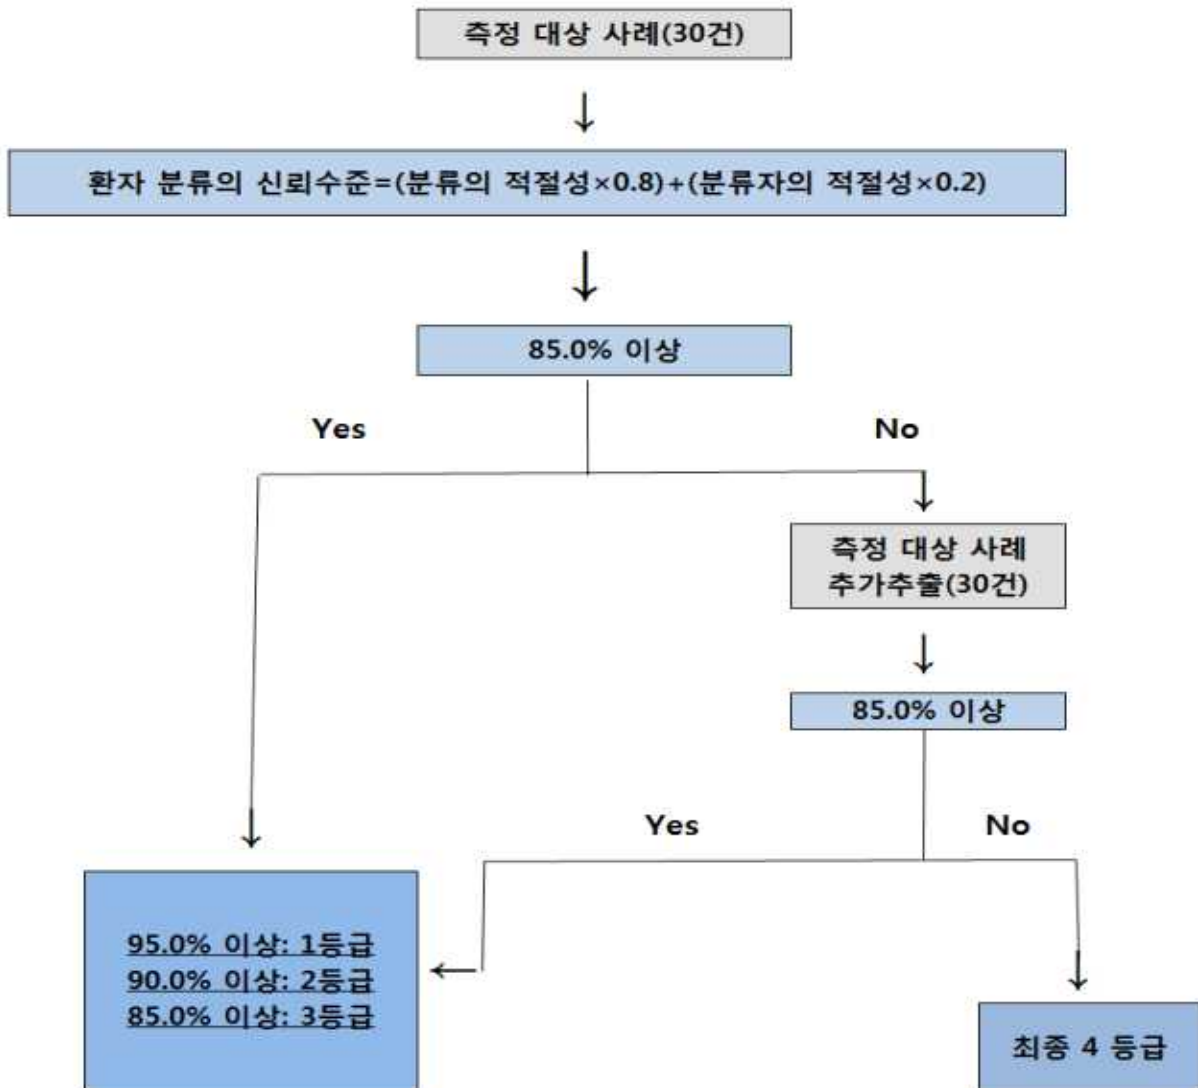 측정 대상 사례(30건)
환자 분류의 신뢰수준=(분류의 적절성×0.8)+(분류자의 적절성×0.2)
85.0% 이상
Yes
No
측정 대상 사례
추가추출(30건)
85.0% 이상
Yes
No
95.0% 이상: 1등급
90.0% 이상: 2등급
85.0% 이상: 3등급
최종 4 등급